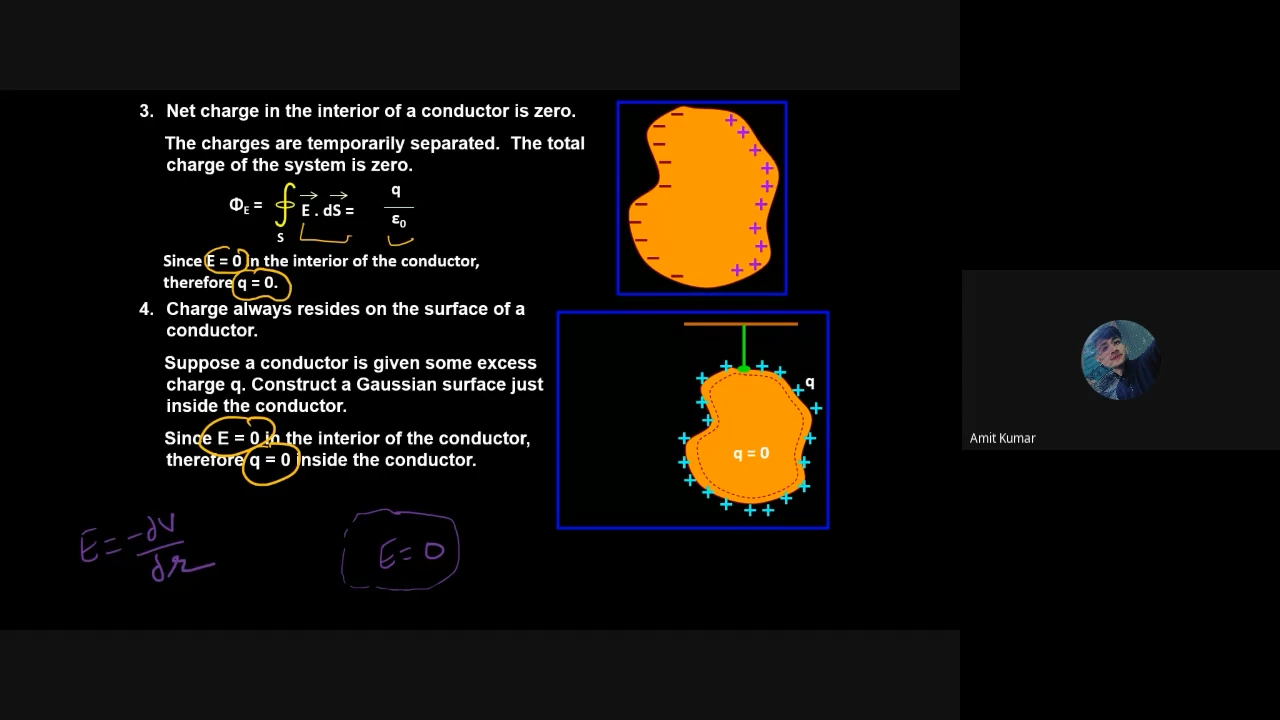 3. Net charge in the interior of a conductor is zero.
The charges are temporarily separated. The total
charge of the system is zero.
ΦE = ∮S E⃗ . dS⃗ = q/ε0
Since E = 0 in the interior of the conductor,
therefore q = 0.
4. Charge always resides on the surface of a
conductor.
Suppose a conductor is given some excess
charge q. Construct a Gaussian surface just
inside the conductor.
Since E = 0 in the interior of the conductor,
therefore q = 0 inside the conductor.
q
q = 0
E = -dV/dr
E = 0
Amit Kumar